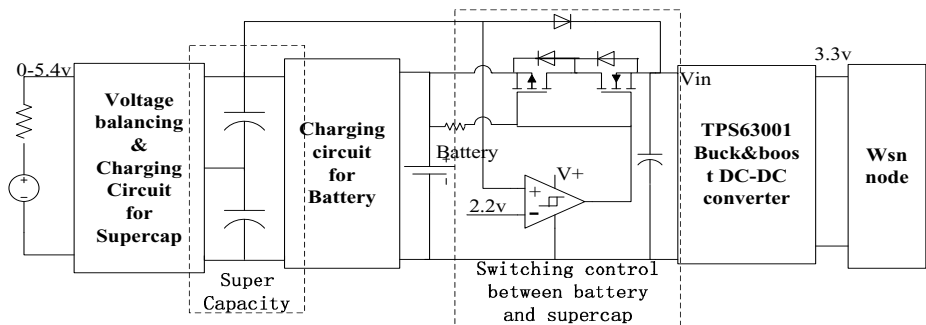 0-5.4v
Voltage
balancing
&
Charging
Circuit
for
Supercap
Super
Capacity
Charging
circuit
for
Battery
Battery
+
-
2.2v
+
-
V+
Switching control
between battery
and supercap
Vin
TPS63001
Buck&boos
t DC-DC
converter
3.3v
Wsn
node